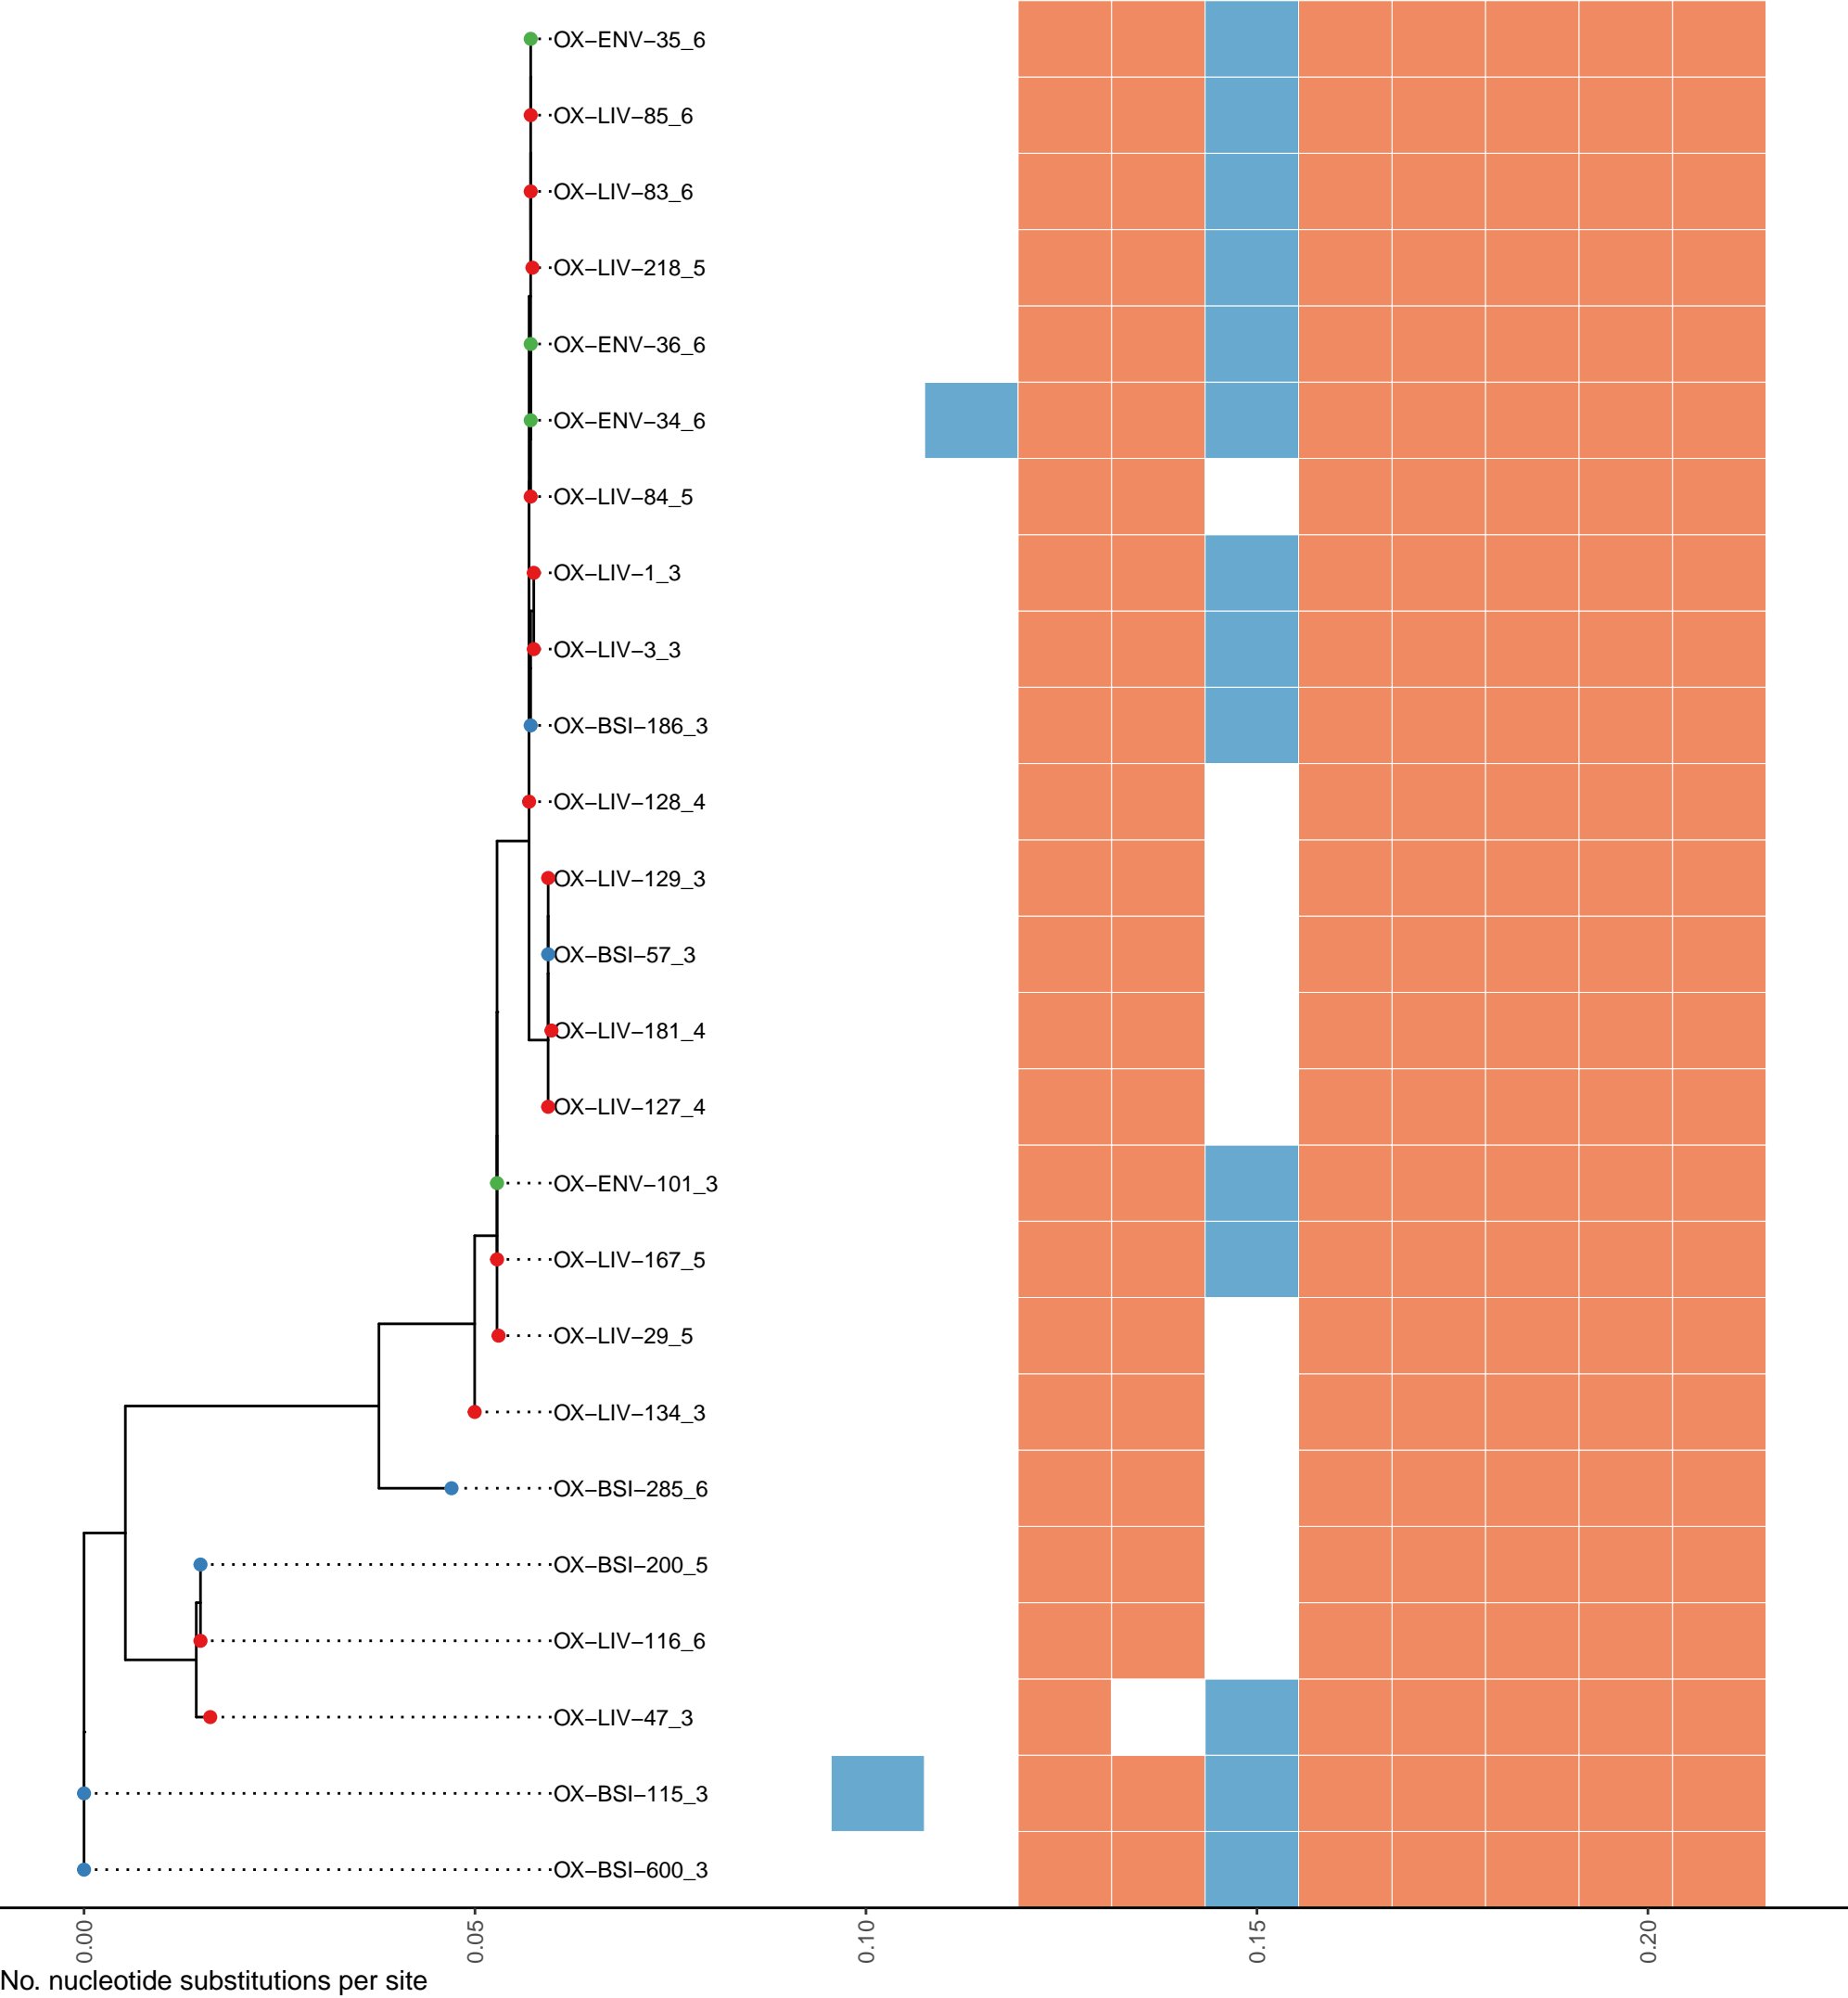 OX–ENV–35_6
OX–LIV–85_6
OX–LIV–83_6
OX–LIV–218_5
OX–ENV–36_6
OX–ENV–34_6
OX–LIV–84_5
OX–LIV–1_3
OX–LIV–3_3
OX–BSI–186_3
OX–LIV–128_4
OX–LIV–129_3
OX–BSI–57_3
OX–LIV–181_4
OX–LIV–127_4
OX–ENV–101_3
OX–LIV–167_5
OX–LIV–29_5
OX–LIV–134_3
OX–BSI–285_6
OX–BSI–200_5
OX–LIV–116_6
OX–LIV–47_3
OX–BSI–115_3
OX–BSI–600_3
0.00 0.05 0.10 0.15 0.20
No. nucleotide substitutions per site